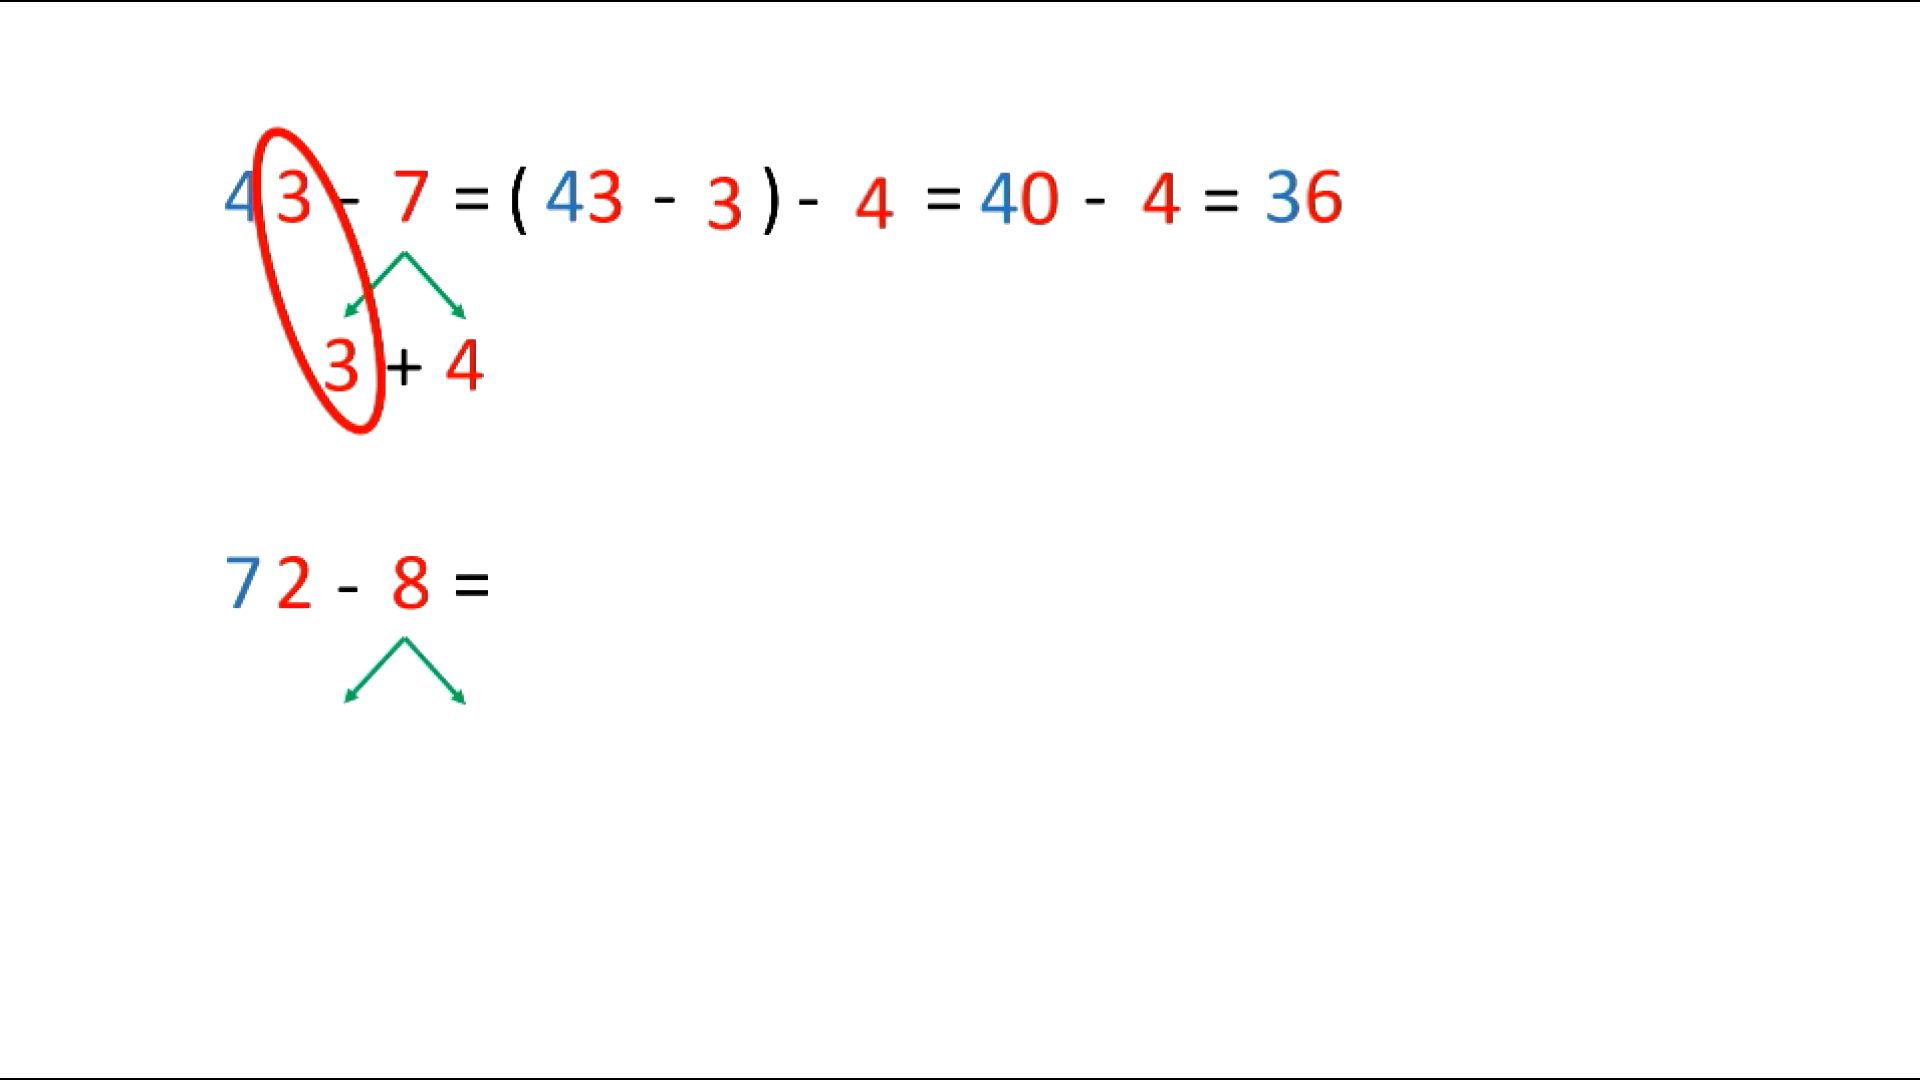 43 - 7 = ( 43 - 3 ) - 4 = 40 - 4 = 36
3 + 4
72 - 8 =